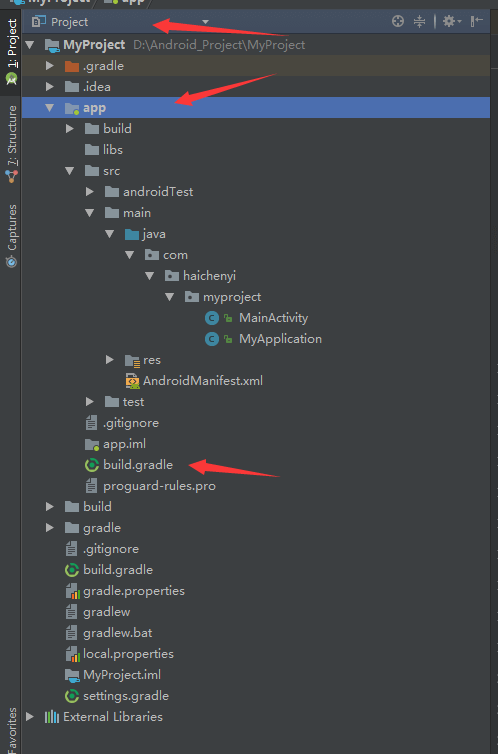 MyProject app
Project
MyProject D:\Android_Project\MyProject
.gradle
.idea
app
build
libs
src
androidTest
main
java
com
haichenyi
myproject
MainActivity
MyApplication
res
AndroidManifest.xml
test
.gitignore
app.iml
build.gradle
proguard-rules.pro
build
gradle
.gitignore
build.gradle
gradle.properties
gradlew
gradlew.bat
local.properties
MyProject.iml
settings.gradle
External Libraries
1: Project
7: Structure
Captures
Favorites